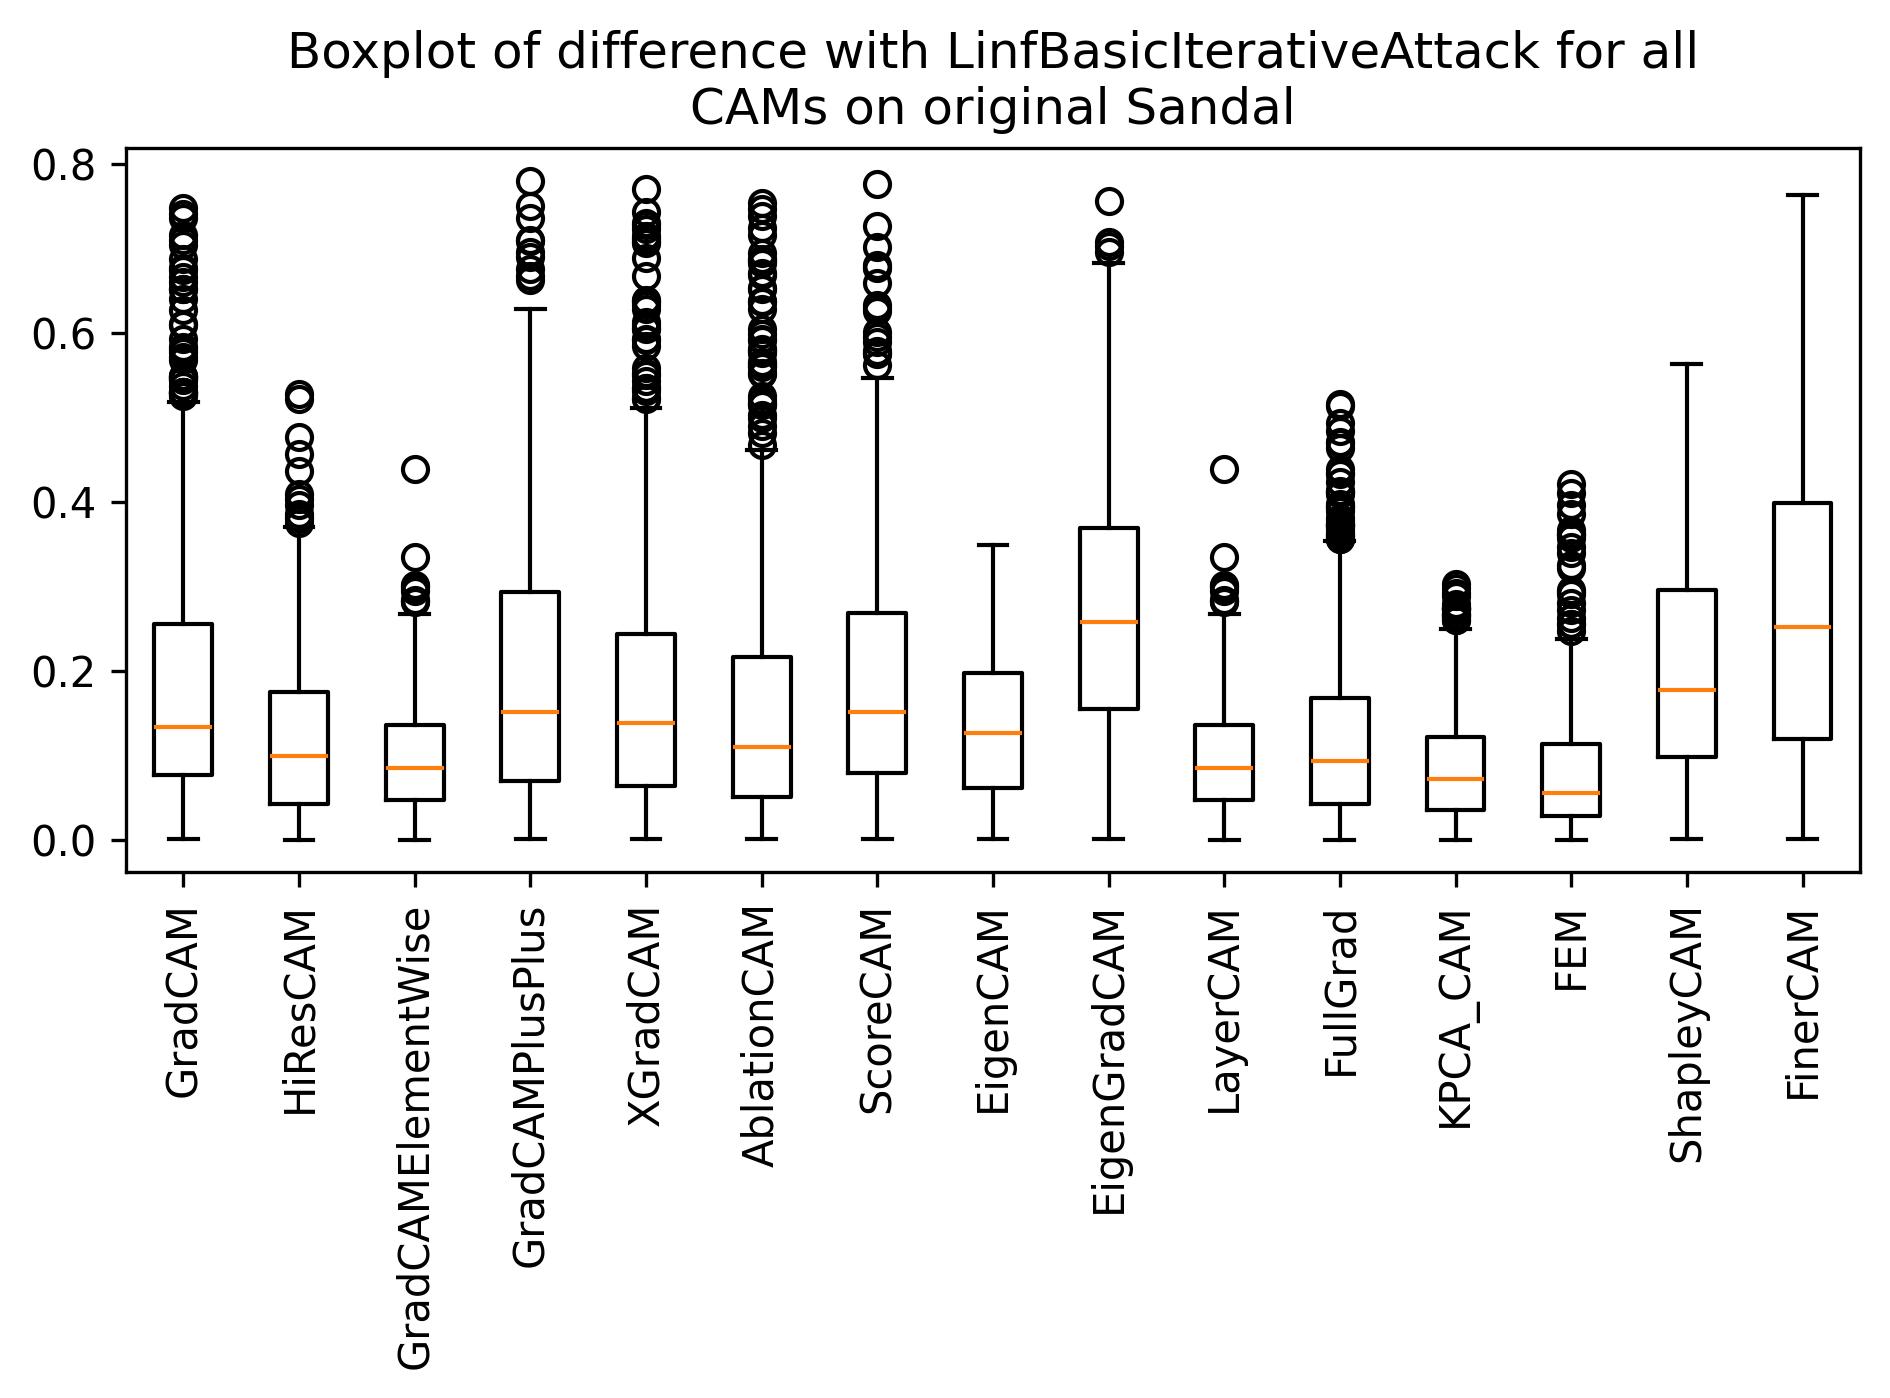 Boxplot of difference with LinfBasicIterativeAttack for all
CAMs on original Sandal
0.8
0.6
0.4
0.2
0.0
GradCAM
HiResCAM
GradCAMElementWise
GradCAMPlusPlus
XGradCAM
AblationCAM
ScoreCAM
EigenCAM
EigenGradCAM
LayerCAM
FullGrad
KPCA_CAM
FEM
ShapleyCAM
FinerCAM